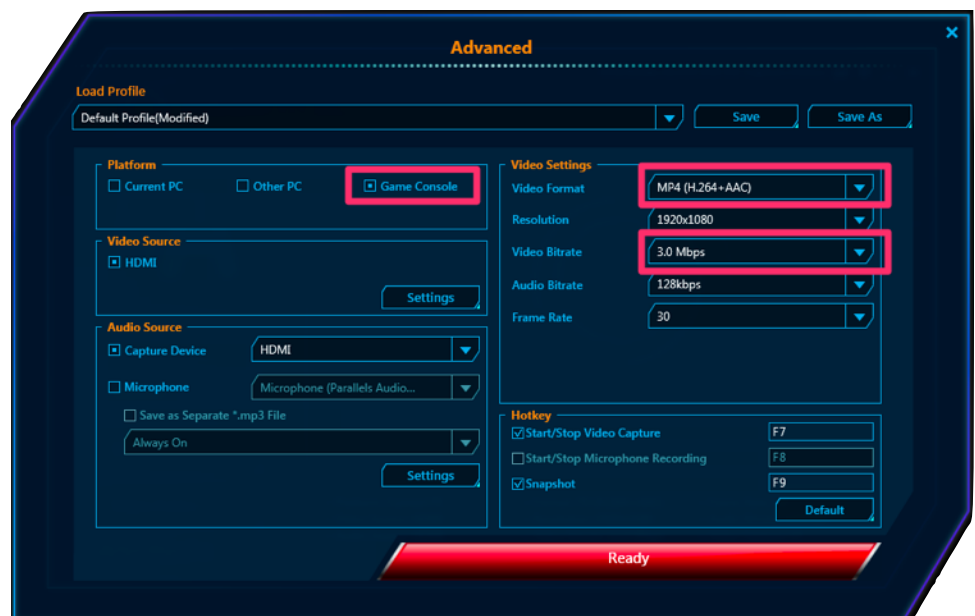 Advanced
Load Profile
Default Profile(Modified)
Save
Save As
Platform
Current PC
Other PC
Game Console
Video Source
HDMI
Settings
Audio Source
Capture Device
HDMI
Microphone
Microphone (Parallels Audio...
Save as Separate *.mp3 File
Always On
Settings
Video Settings
Video Format
MP4 (H.264+AAC)
Resolution
1920x1080
Video Bitrate
3.0 Mbps
Audio Bitrate
128kbps
Frame Rate
30
Hotkey
Start/Stop Video Capture
F7
Start/Stop Microphone Recording
F8
Snapshot
F9
Default
Ready